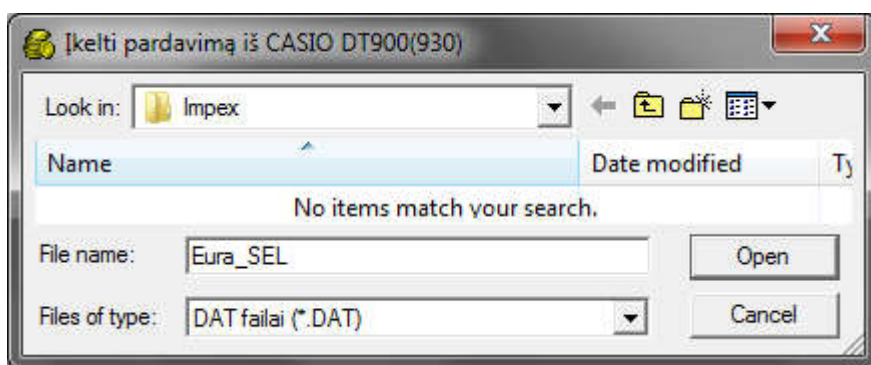 Įkelti pardavimą iš CASIO DT900(930)
Look in: Impex
Name Date modified Ty
No items match your search.
File name: Eura_SEL Open
Files of type: DAT failai (*.DAT) Cancel